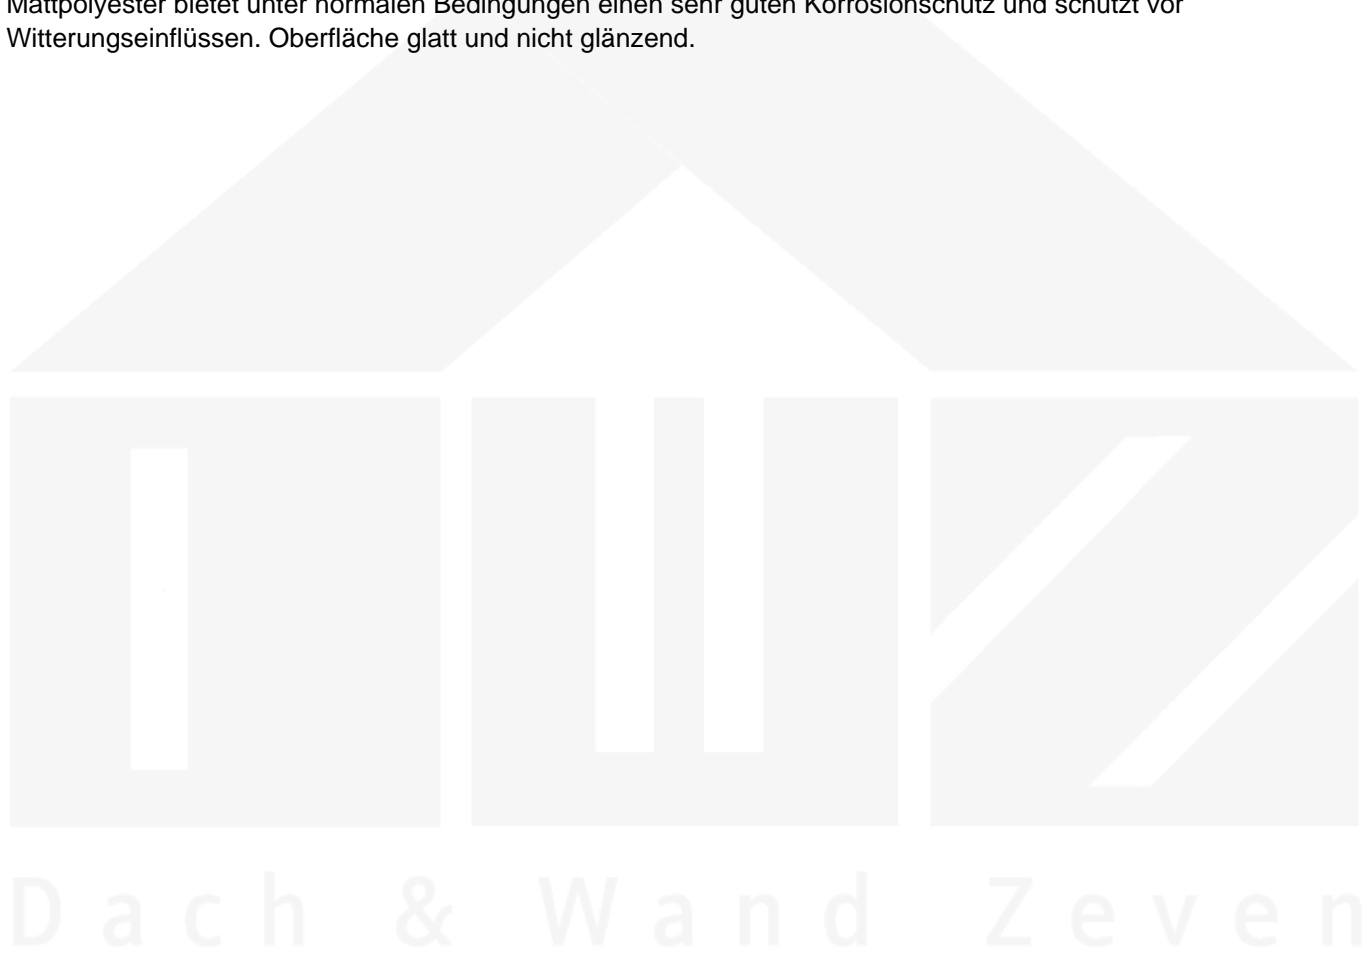 Mattpolyester bietet unter normalen Bedingungen einen sehr guten Korrosionschutz und schützt vor
Witterungseinflüssen. Oberfläche glatt und nicht glänzend.
Dach & Wand Zeven